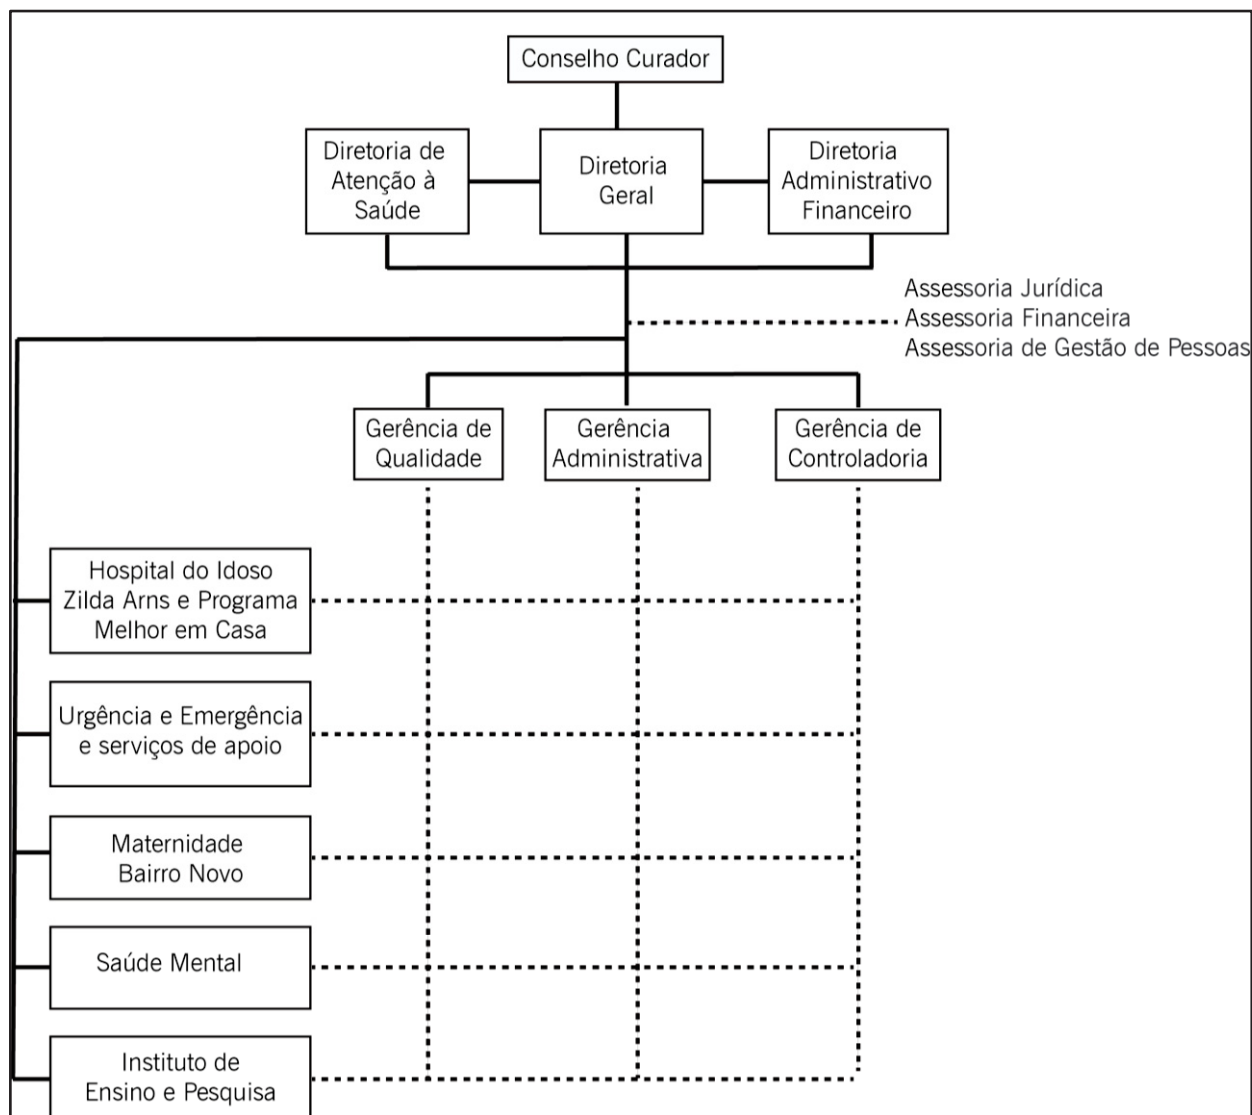 Conselho Curador
Diretoria de
Atenção à
Saúde
Diretoria
Geral
Diretoria
Administrativo
Financeiro
Assessoria Jurídica
Assessoria Financeira
Assessoria de Gestão de Pessoas
Gerência de
Qualidade
Gerência
Administrativa
Gerência de
Controladoria
Hospital do Idoso
Zilda Arns e Programa
Melhor em Casa
Urgência e Emergência
e serviços de apoio
Maternidade
Bairro Novo
Saúde Mental
Instituto de
Ensino e Pesquisa